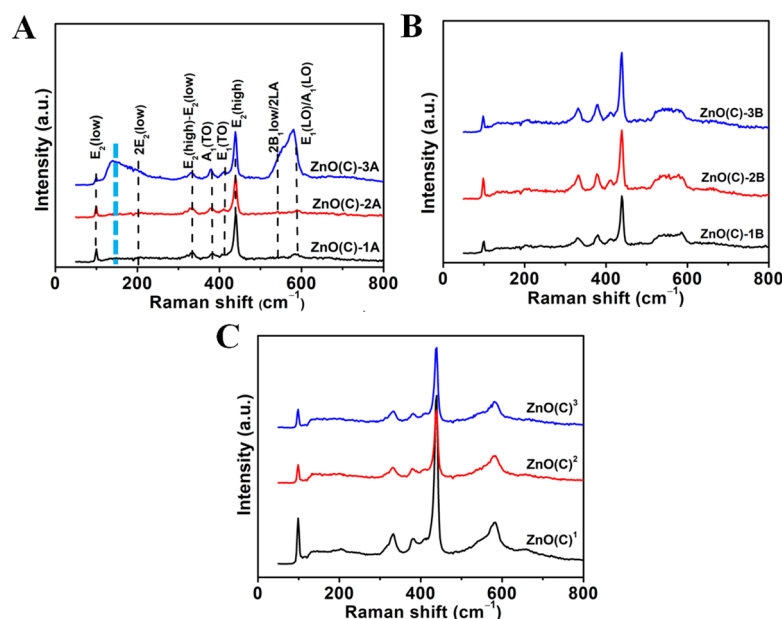 A
Intensity (a.u.)
E₂(low)
2E₂(low)
E₂(high)-E₂(low)
A₁(TO)
E₁(TO)
E₂(high)
2B₁low/2LA
E₁(LO)/A₁(LO)
ZnO(C)-3A
ZnO(C)-2A
ZnO(C)-1A
0 200 400 600 800
Raman shift (cm⁻¹)
B
Intensity (a.u.)
ZnO(C)-3B
ZnO(C)-2B
ZnO(C)-1B
0 200 400 600 800
Raman shift (cm⁻¹)
C
Intensity (a.u.)
ZnO(C)³
ZnO(C)²
ZnO(C)¹
0 200 400 600 800
Raman shift (cm⁻¹)